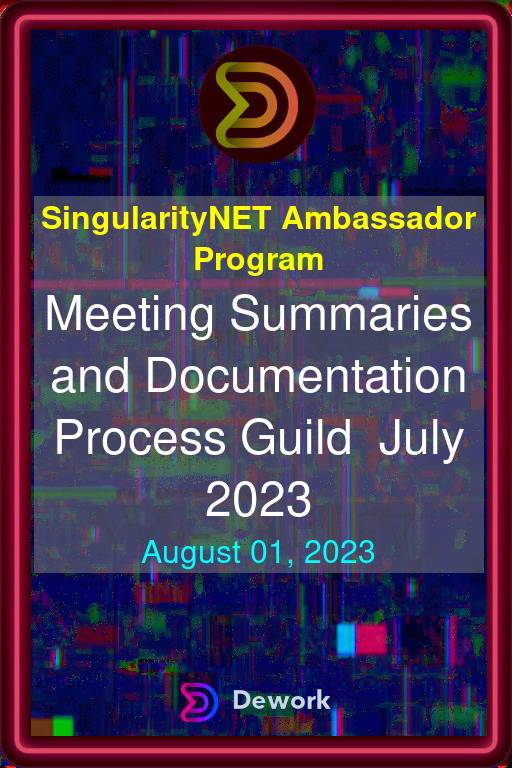 SingularityNET Ambassador
Program
Meeting Summaries
and Documentation
Process Guild  July
2023
August 01, 2023
Dework